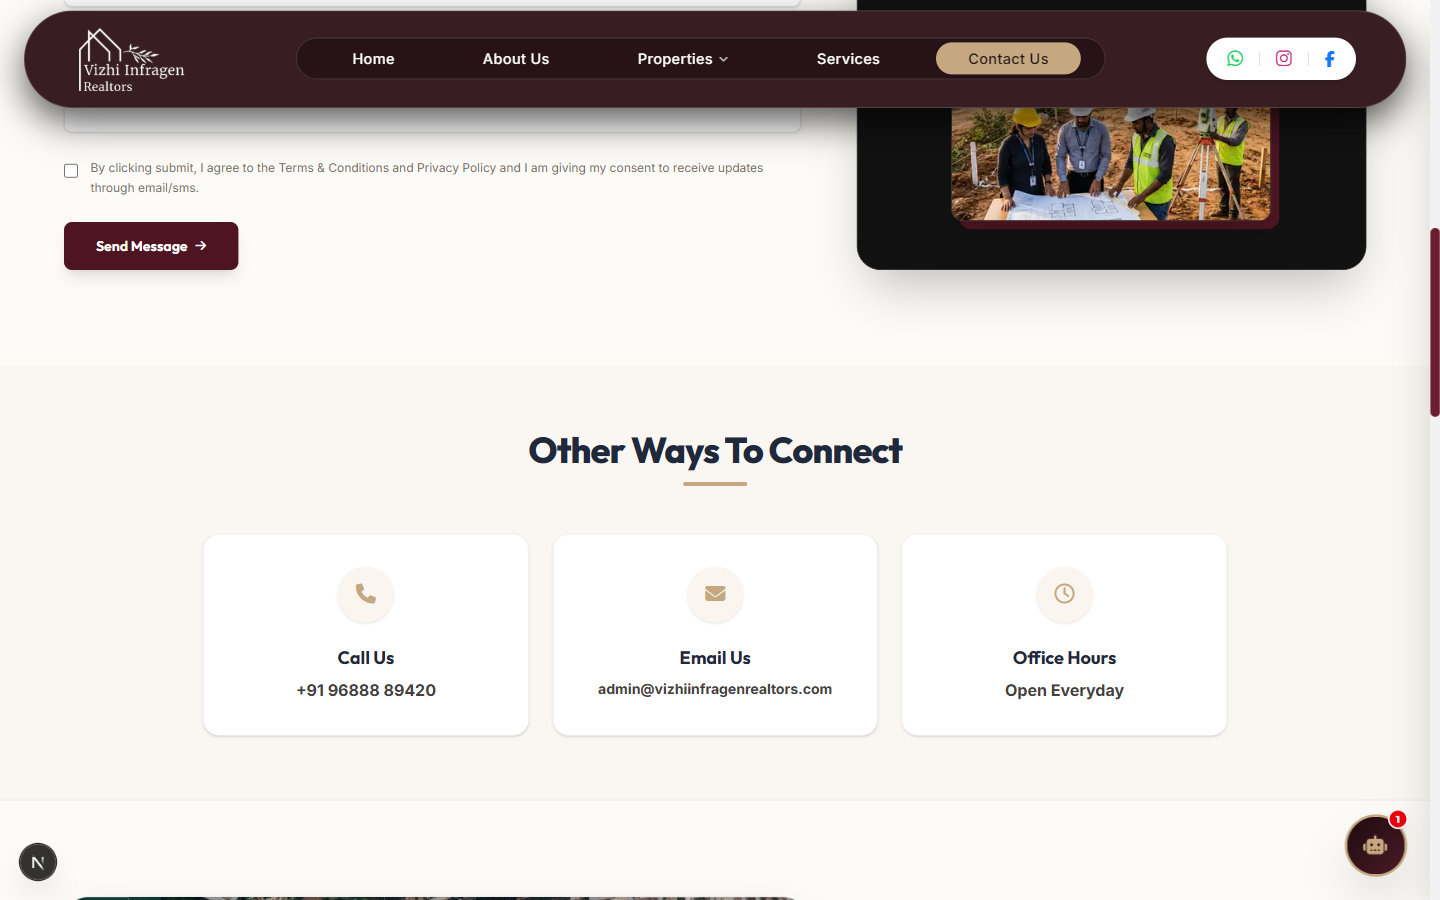 Vizhi Infragen
Realtors
Home
About Us
Properties
Services
Contact Us
By clicking submit, I agree to the Terms & Conditions and Privacy Policy and I am giving my consent to receive updates
through email/sms.
Send Message →
Other Ways To Connect
Call Us
+91 96888 89420
Email Us
admin@vizhiinfragenrealtors.com
Office Hours
Open Everyday
N
1